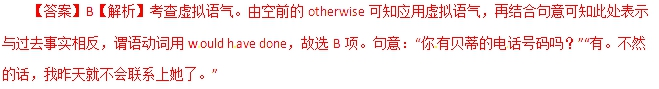 【答案】B【解析】考查虚拟语气。由空前的 otherwise 可知应用虚拟语气，再结合句意可知此处表示
与过去事实相反，谓语动词用 would have done，故选 B 项。句意：“你有贝蒂的电话号码吗？”“有。不然
的话，我昨天就不会联系上她了。”